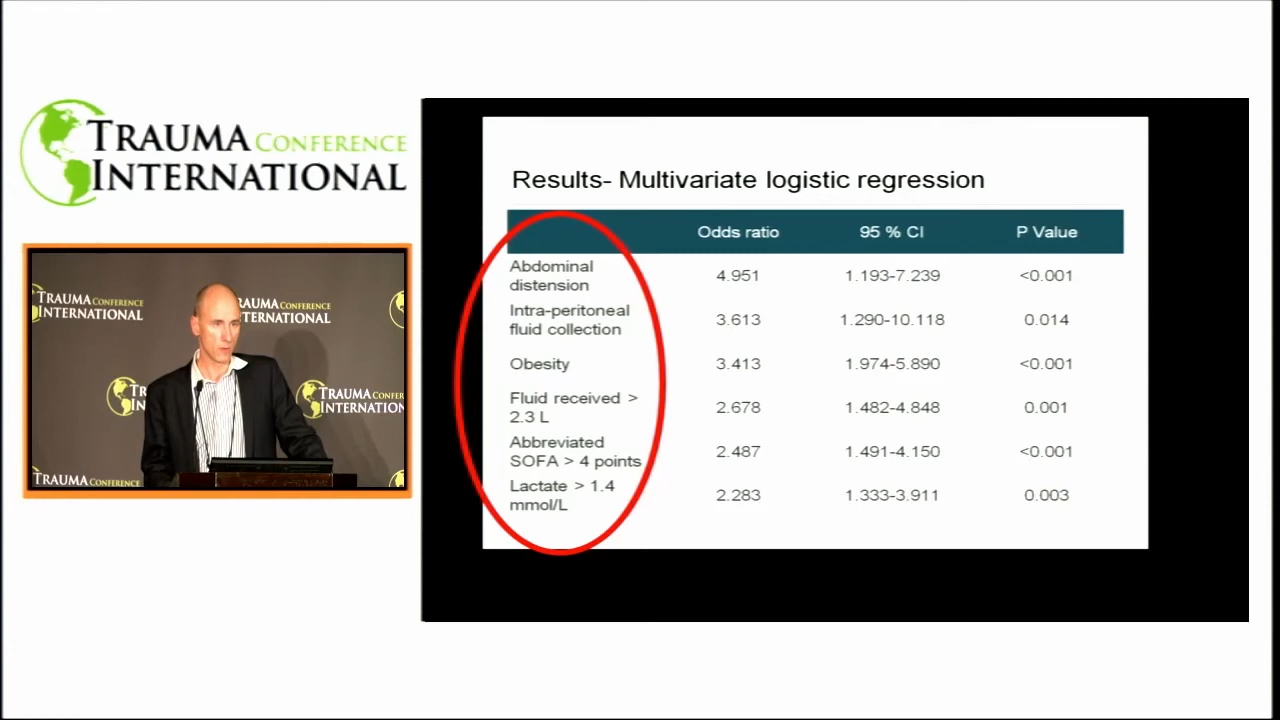 TRAUMA CONFERENCE
INTERNATIONAL
TRAUMA CONFERENCE
INTERNATIONAL
RAUMA CONFERENCE
INTERNATIONAL
TRAUMA CONFERENCE
INTERNATIONAL
TRAUMA CONFERENCE
Results- Multivariate logistic regression
Odds ratio 95 % CI P Value
Abdominal
distension 4.951 1.193-7.239 <0.001
Intra-peritoneal
fluid collection 3.613 1.290-10.118 0.014
Obesity 3.413 1.974-5.890 <0.001
Fluid received >
2.3 L 2.678 1.482-4.848 0.001
Abbreviated
SOFA > 4 points 2.487 1.491-4.150 <0.001
Lactate > 1.4
mmol/L 2.283 1.333-3.911 0.003